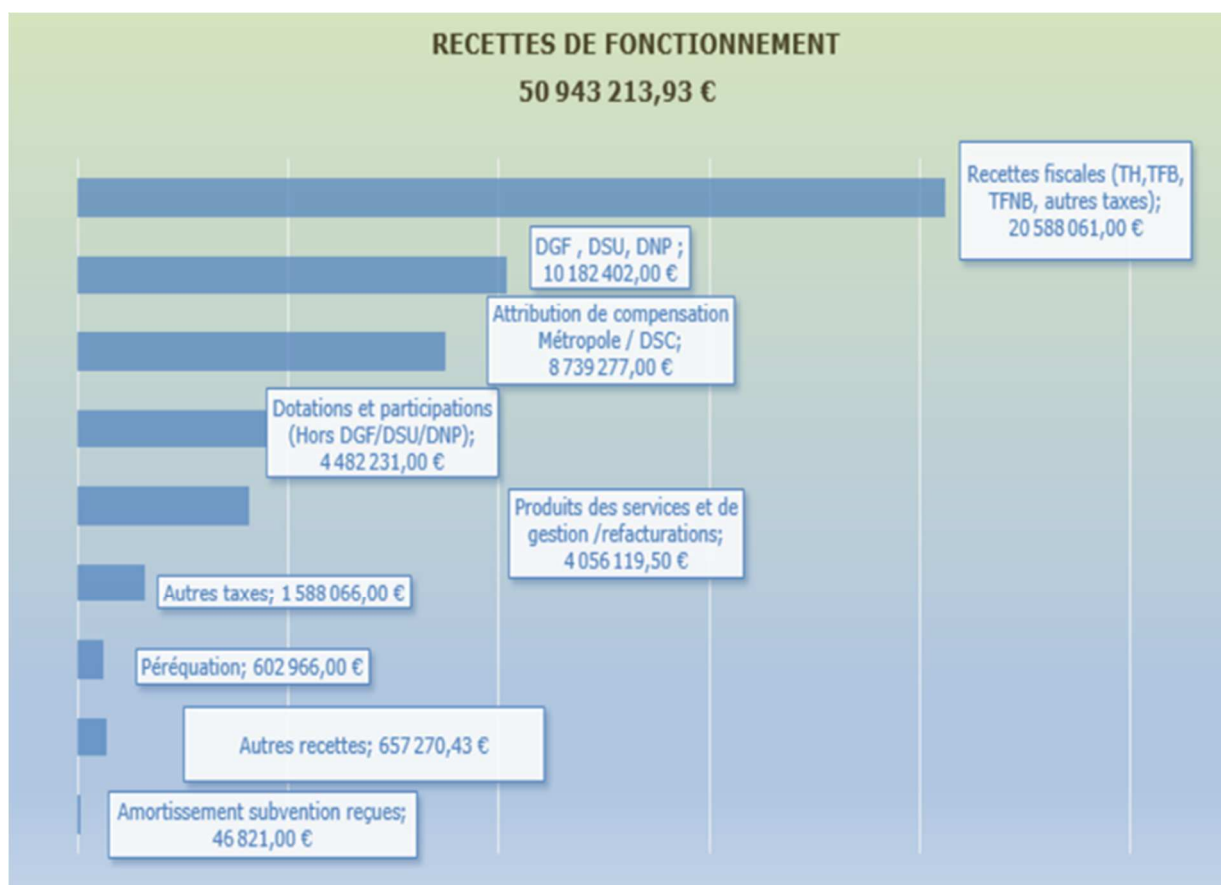 RECETTES DE FONCTIONNEMENT
50 943 213,93 €
Recettes fiscales (TH,TFB,
TFNB, autres taxes);
20 588 061,00 €
DGF , DSU, DNP ;
10 182 402,00 €
Attribution de compensation
Métropole / DSC;
8 739 277,00 €
Dotations et participations
(Hors DGF/DSU/DNP);
4 482 231,00 €
Produits des services et de
gestion /refacturations;
4 056 119,50 €
Autres taxes; 1 588 066,00 €
Péréquation; 602 966,00 €
Autres recettes; 657 270,43 €
Amortissement subvention reçues;
46 821,00 €